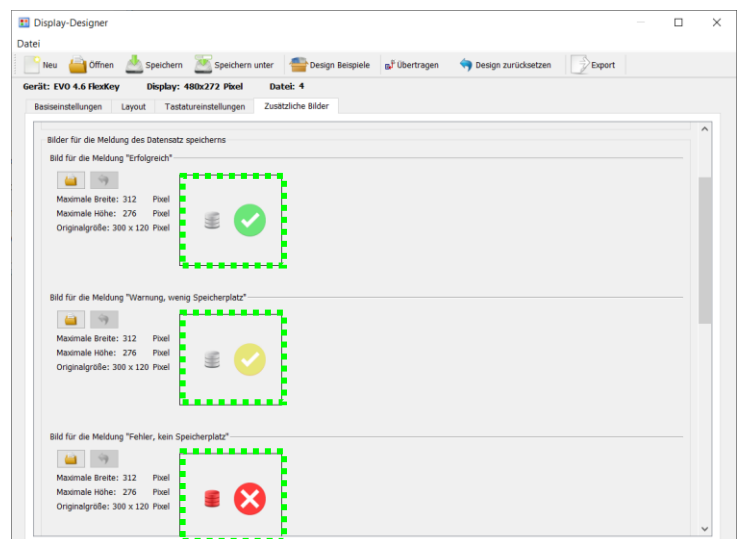 Display-Designer
Datei
Neu Öffnen Speichern Speichern unter Design Beispiele Übertragen Design zurücksetzen Export
Gerät: EVO 4.6 FlexKey Display: 480x272 Pixel Datei: 4
Basiseinstellungen Layout Tastatureinstellungen Zusätzliche Bilder
Bilder für die Meldung des Datensatz speicherns
Bild für die Meldung "Erfolgreich"
Maximale Breite: 312 Pixel
Maximale Höhe: 276 Pixel
Originalgröße: 300 x 120 Pixel
Bild für die Meldung "Warnung, wenig Speicherplatz"
Maximale Breite: 312 Pixel
Maximale Höhe: 276 Pixel
Originalgröße: 300 x 120 Pixel
Bild für die Meldung "Fehler, kein Speicherplatz"
Maximale Breite: 312 Pixel
Maximale Höhe: 276 Pixel
Originalgröße: 300 x 120 Pixel